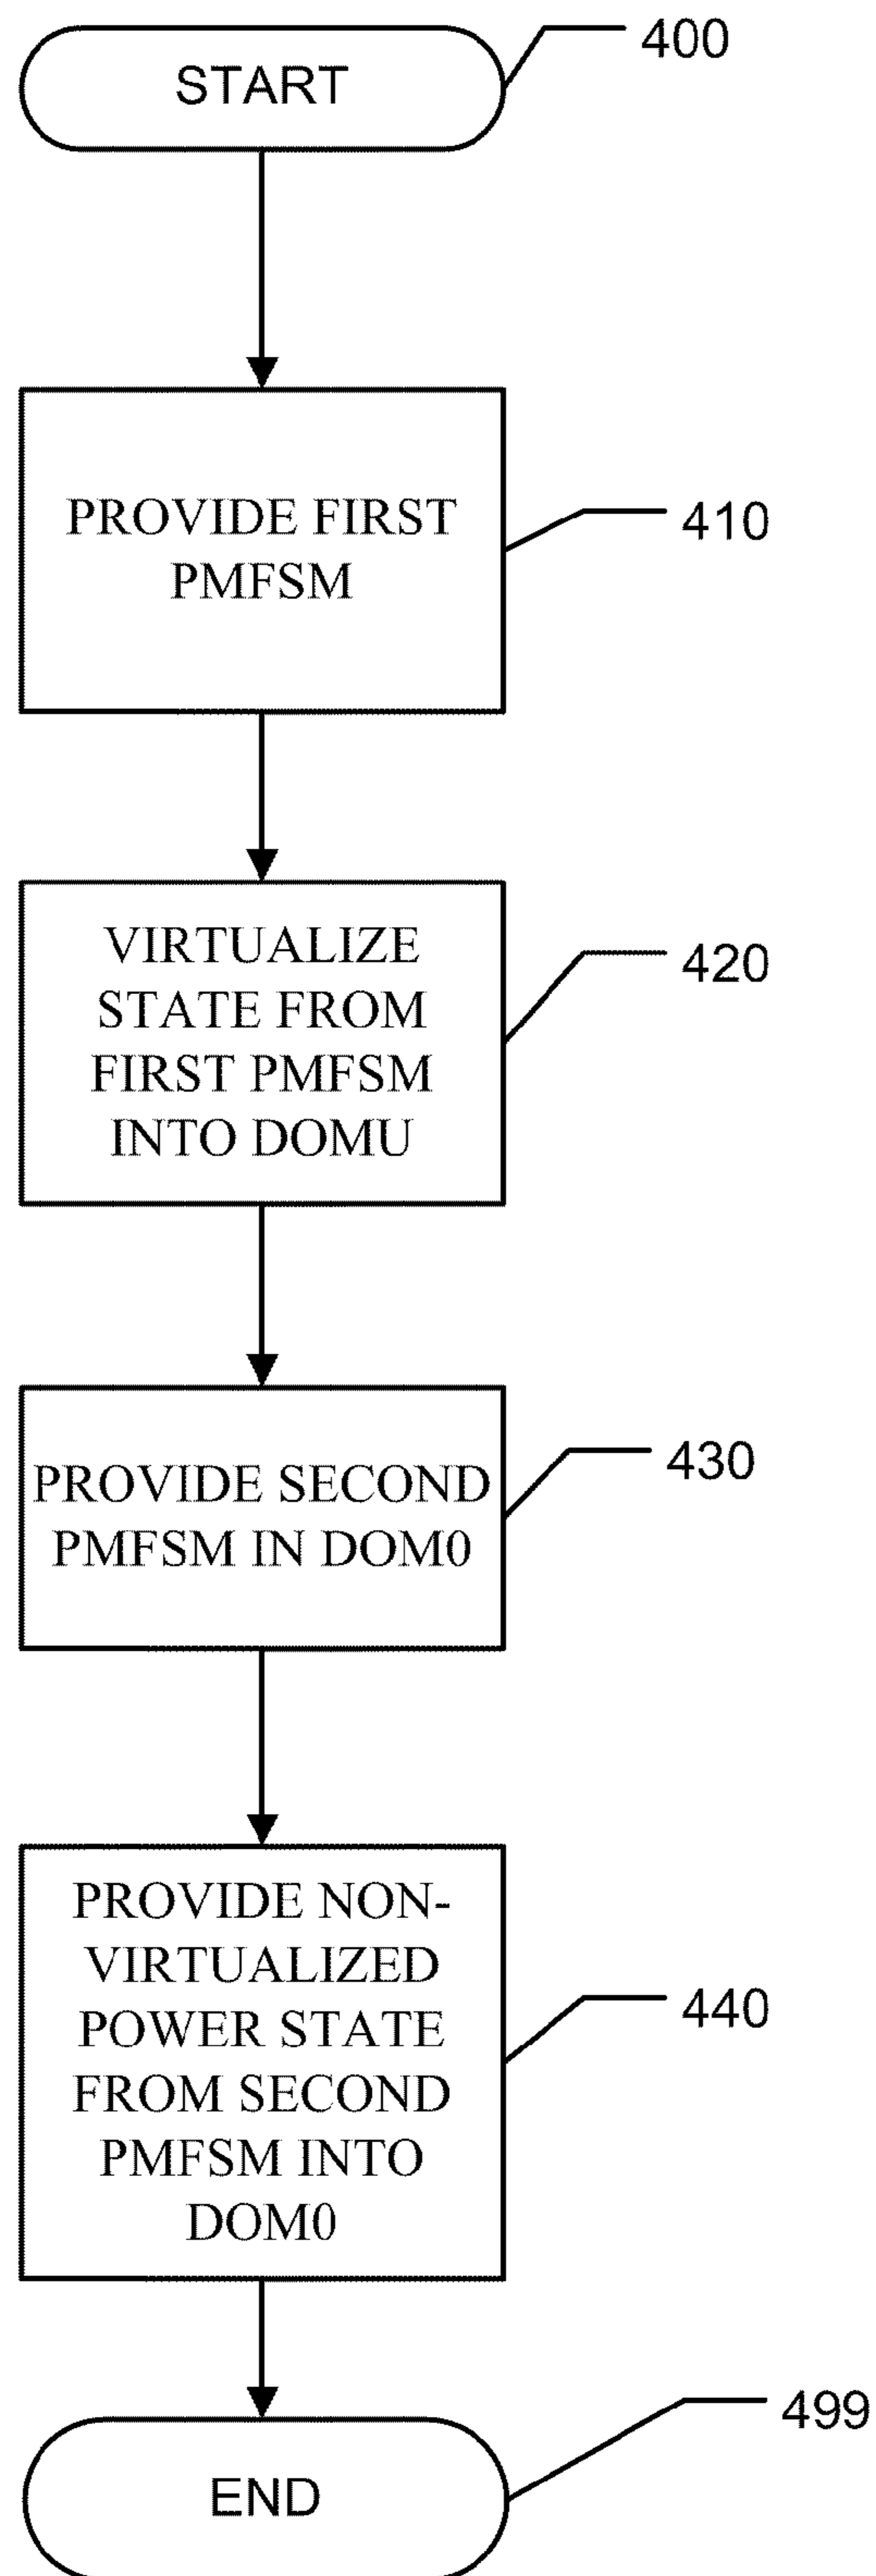 START
400
PROVIDE FIRST
PMFSM
410
VIRTUALIZE
STATE FROM
FIRST PMFSM
INTO DOMU
420
PROVIDE SECOND
PMFSM IN DOM0
430
PROVIDE NON-
VIRTUALIZED
POWER STATE
FROM SECOND
PMFSM INTO
DOM0
440
END
499